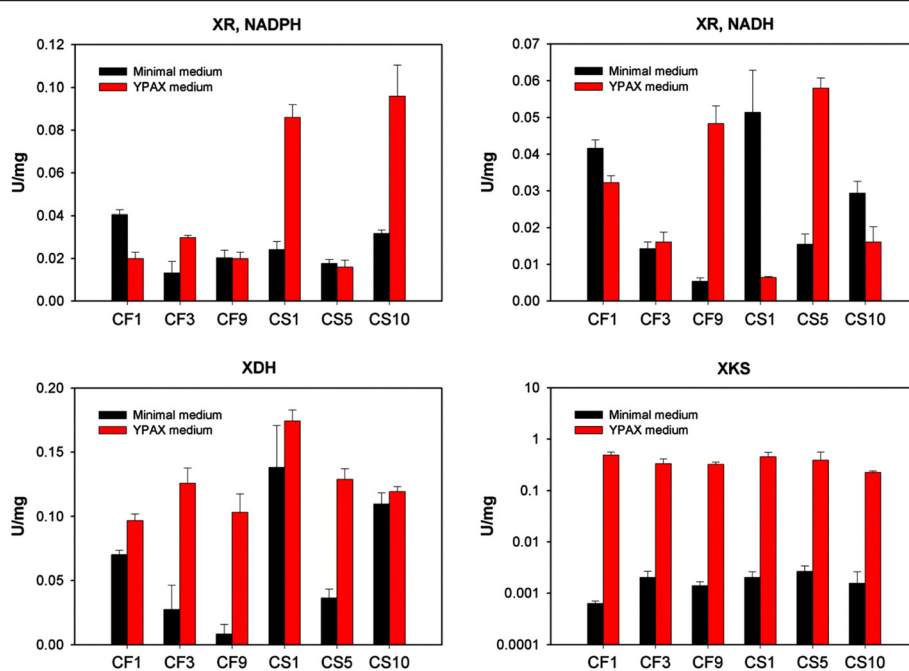 XR, NADPH
0.12
0.10
0.08
0.06
0.04
0.02
0.00
U/mg
Minimal medium
YPAX medium
CF1 CF3 CF9 CS1 CS5 CS10
XR, NADH
0.07
0.06
0.05
0.04
0.03
0.02
0.01
0.00
U/mg
Minimal medium
YPAX medium
CF1 CF3 CF9 CS1 CS5 CS10
XDH
0.20
0.15
0.10
0.05
0.00
U/mg
Minimal medium
YPAX medium
CF1 CF3 CF9 CS1 CS5 CS10
XKS
10
1
0.1
0.01
0.001
0.0001
U/mg
Minimal medium
YPAX medium
CF1 CF3 CF9 CS1 CS5 CS10